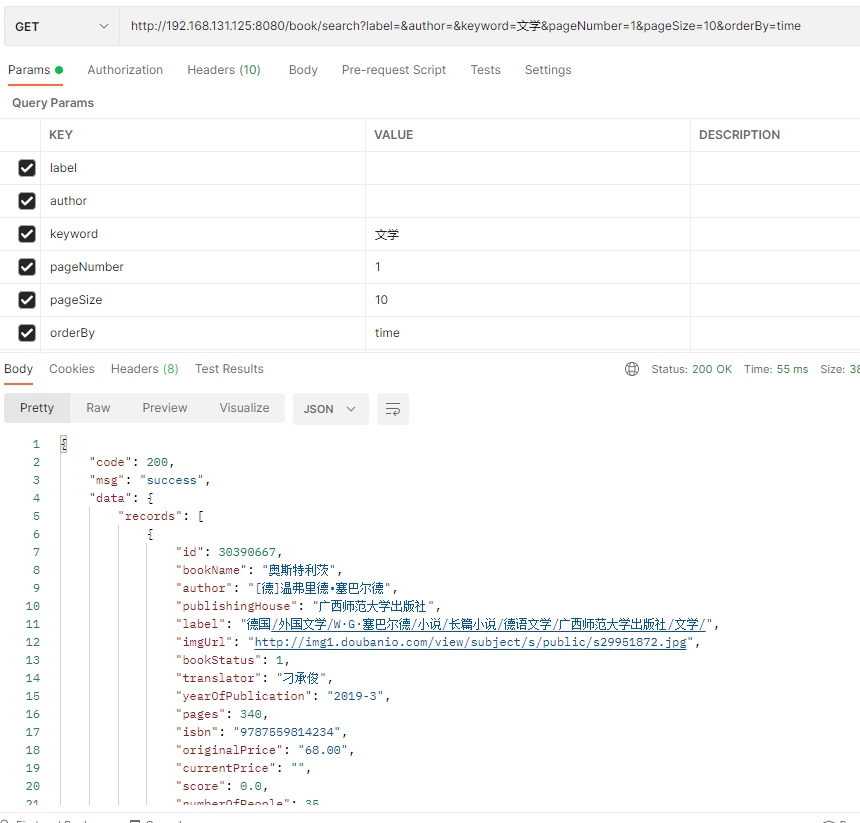 GET http://192.168.131.125:8080/book/search?label=&author=&keyword=文学&pageNumber=1&pageSize=10&orderBy=time
Params Authorization Headers (10) Body Pre-request Script Tests Settings
Query Params
KEY VALUE DESCRIPTION
label
author
keyword 文学
pageNumber 1
pageSize 10
orderBy time
Body Cookies Headers (8) Test Results Status: 200 OK Time: 55 ms Size: 38
Pretty Raw Preview Visualize JSON
1 {
2 "code": 200,
3 "msg": "success",
4 "data": {
5 "records": [
6 {
7 "id": 30390667,
8 "bookName": "奥斯特利茨",
9 "author": "[德]温弗里德•塞巴尔德",
10 "publishingHouse": "广西师范大学出版社",
11 "label": "德国/外国文学/W·G·塞巴尔德/小说/长篇小说/德语文学/广西师范大学出版社/文学/",
12 "imgUrl": "http://img1.doubanio.com/view/subject/s/public/s29951872.jpg",
13 "bookStatus": 1,
14 "translator": "刁承俊",
15 "yearOfPublication": "2019-3",
16 "pages": 340,
17 "isbn": "9787559814234",
18 "originalPrice": "68.00",
19 "currentPrice": "",
20 "score": 0.0,
21 "numberOfPeople": 35,